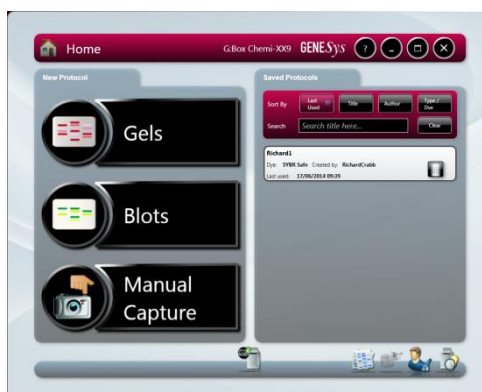 Home
G:Box Chemi-XX9 GENESys ?
New Protocol
Gels
Blots
Manual
Capture
Saved Protocols
Sort By Last Used Title Author Type / Dye
Search Search title here... Clear
Richard1
Dye: SYBR Safe Created by: RichardCrabb
Last used: 17/06/2014 09:39